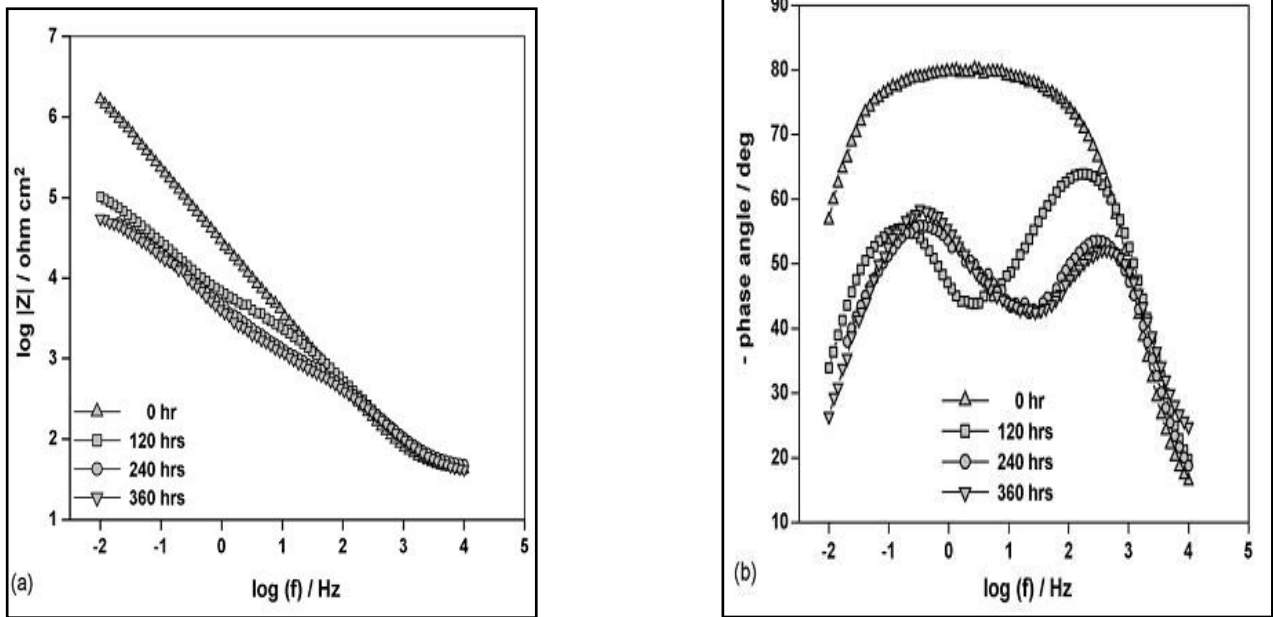 7
6
5
4
3
2
1
log |Z| / ohm cm²
0 hr
120 hrs
240 hrs
360 hrs
-2 -1 0 1 2 3 4 5
log (f) / Hz
(a)
90
80
70
60
50
40
30
20
10
- phase angle / deg
0 hr
120 hrs
240 hrs
360 hrs
-2 -1 0 1 2 3 4 5
log (f) / Hz
(b)